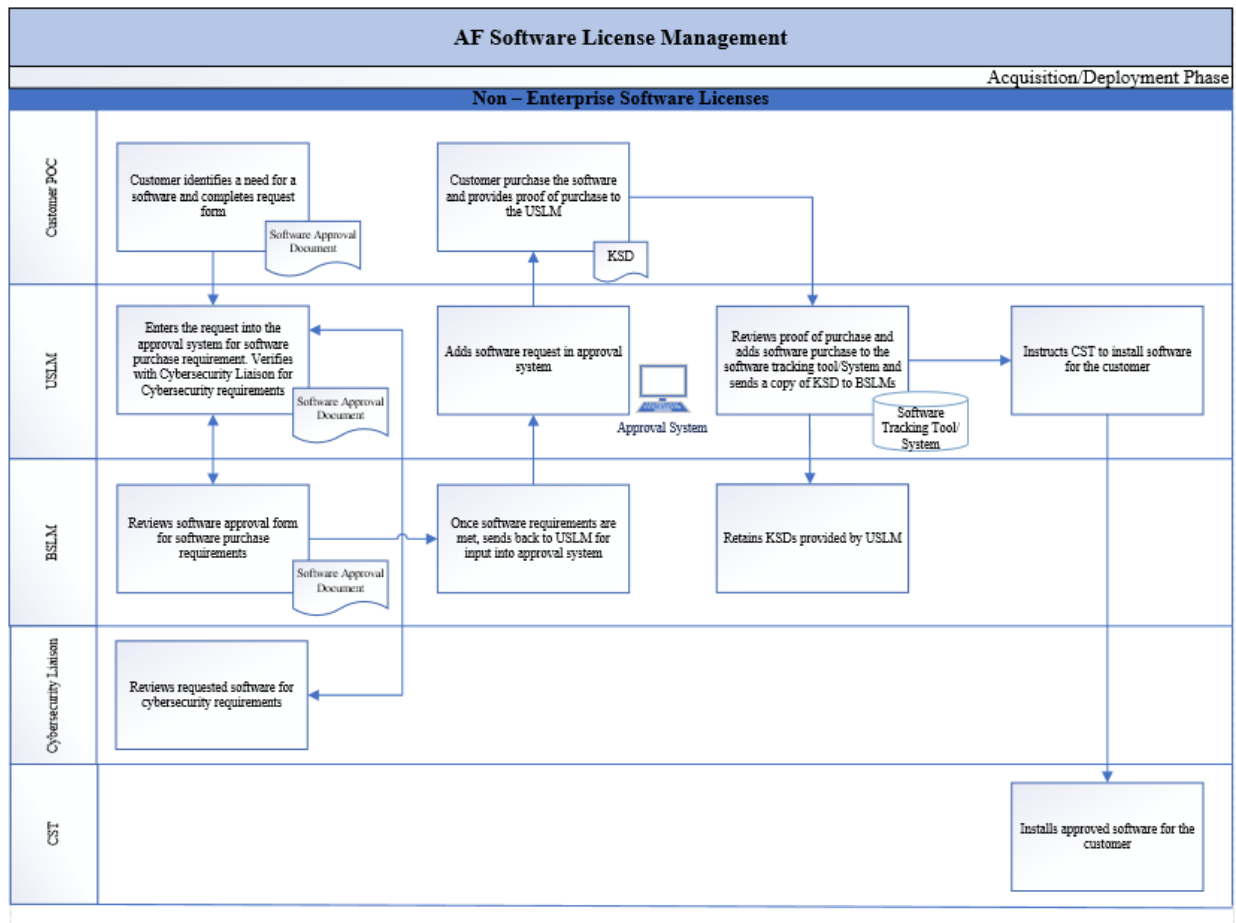 AF Software License Management
Acquisition/Deployment Phase
Non – Enterprise Software Licenses
Customer POC
Customer identifies a need for a
software and completes request
form
Software Approval
Document
Customer purchase the software
and provides proof of purchase to
the USLM
KSD
USLM
Enters the request into the
approval system for software
purchase requirement. Verifies
with Cybersecurity Liaison for
Cybersecurity requirements
Software Approval
Document
Adds software request in approval
system
Approval System
Reviews proof of purchase and
adds software purchase to the
software tracking tool/System and
sends a copy of KSD to BSLMs
Software
Tracking Tool/
System
Instructs CST to install software
for the customer
BSLM
Reviews software approval form
for software purchase
requirements
Software Approval
Document
Once software requirements are
met, sends back to USLM for
input into approval system
Retains KSDs provided by USLM
Cybersecurity Liaison
Reviews requested software for
cybersecurity requirements
CST
Installs approved software for the
customer